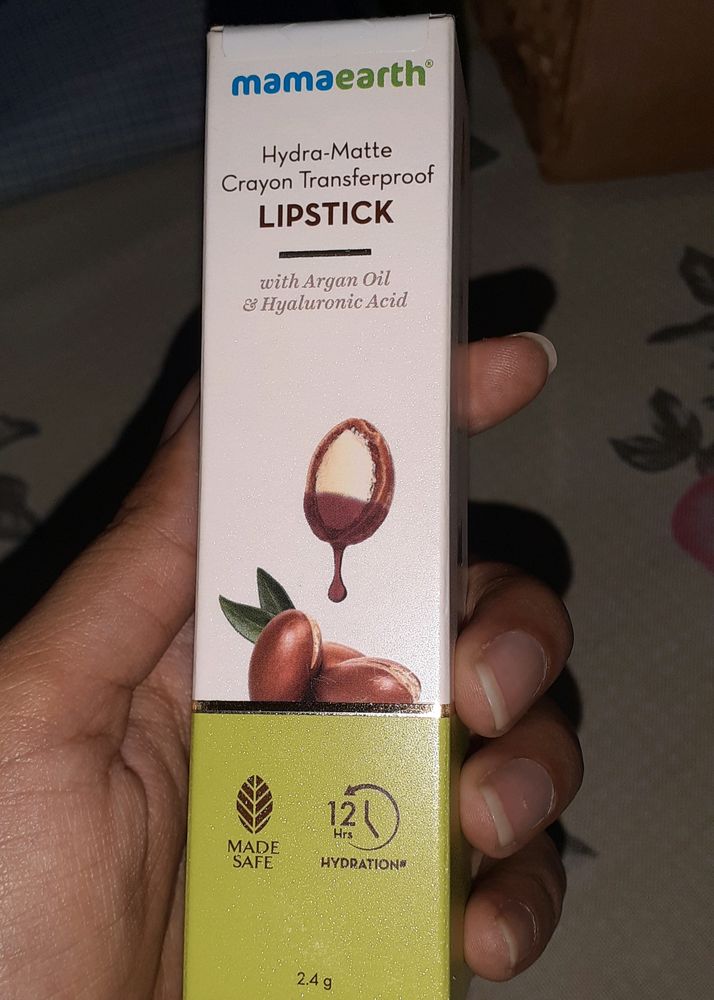 mamaearth®
Hydra-Matte
Crayon Transferproof
LIPSTICK
with Argan Oil
& Hyaluronic Acid
12
Hrs
MADE
SAFE
HYDRATION#
2.4 g